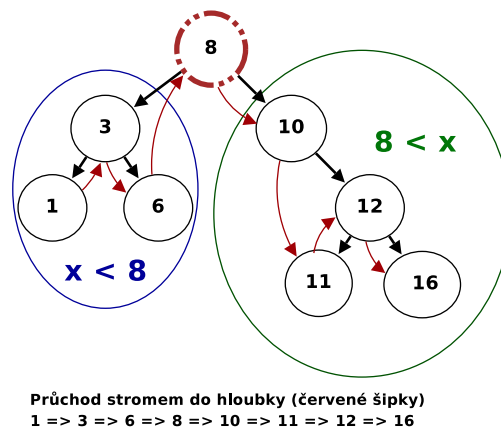 8
3
10
8 < x
1
6
12
x < 8
11
16
Průchod stromem do hloubky (červené šipky)
1 => 3 => 6 => 8 => 10 => 11 => 12 => 16